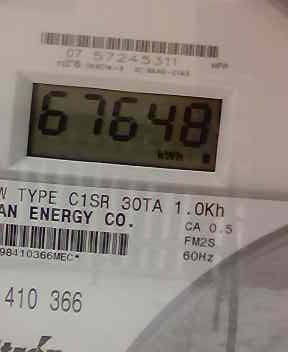 07 57245311
67648
kWh
W TYPE C1SR 30TA 1.0Kh
AN ENERGY CO.
CA 0.5
FM2S
60Hz
98410366MEC*
410 366